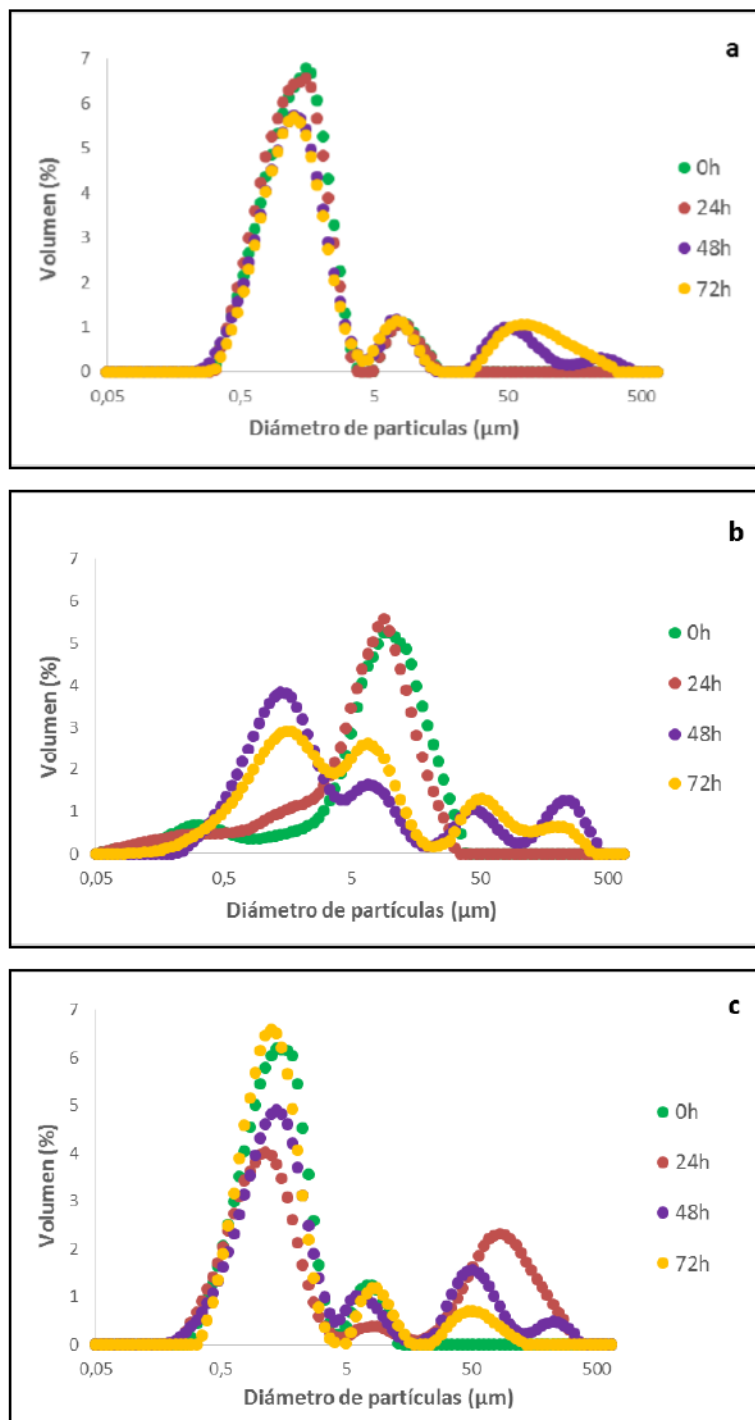 a
7
6
5
4
3
2
1
0
Volumen (%)
0,05
0,5
5
50
500
Diámetro de particulas (µm)
0h
24h
48h
72h
b
7
6
5
4
3
2
1
0
Volumen (%)
0,05
0,5
5
50
500
Diámetro de partículas (µm)
0h
24h
48h
72h
c
7
6
5
4
3
2
1
0
Volumen (%)
0,05
0,5
5
50
500
Diámetro de partículas (µm)
0h
24h
48h
72h